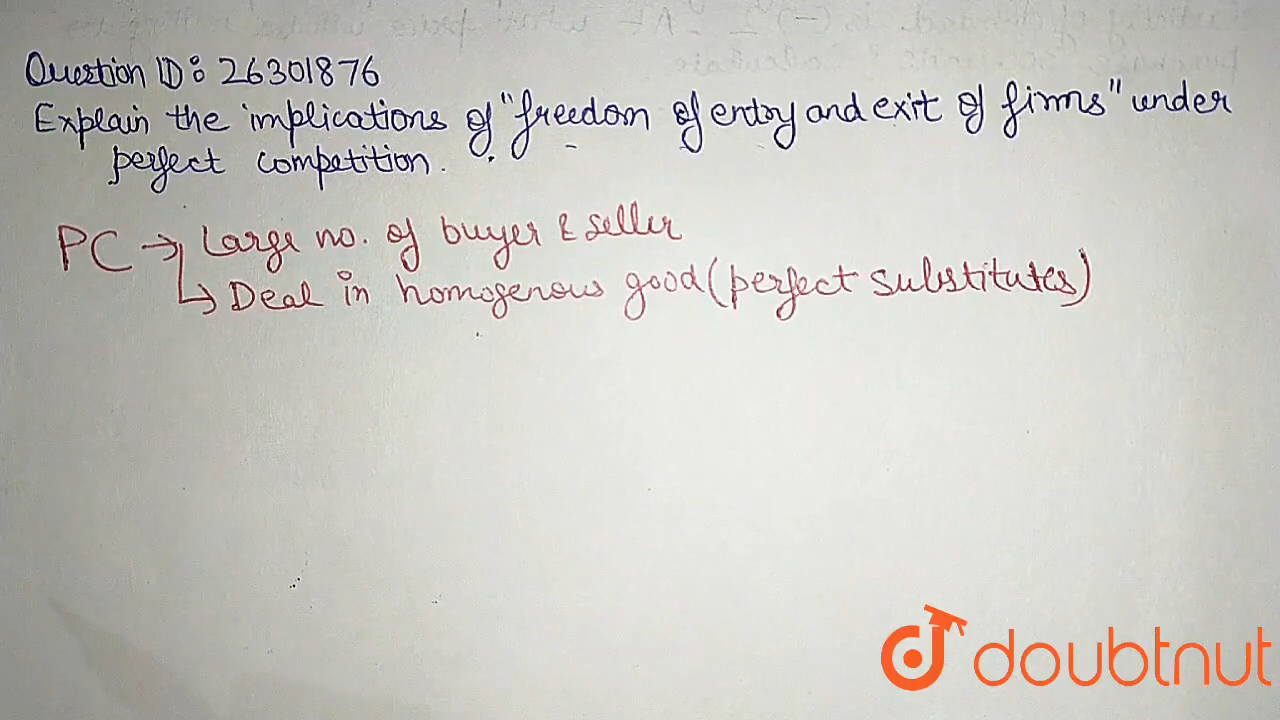 Question ID: 26301876
Explain the implications of "freedom of entry and exit of firms" under
perfect competition.
PC → Large no. of buyer & seller
↳ Deal in homogenous good (perfect substitutes)
doubtnut